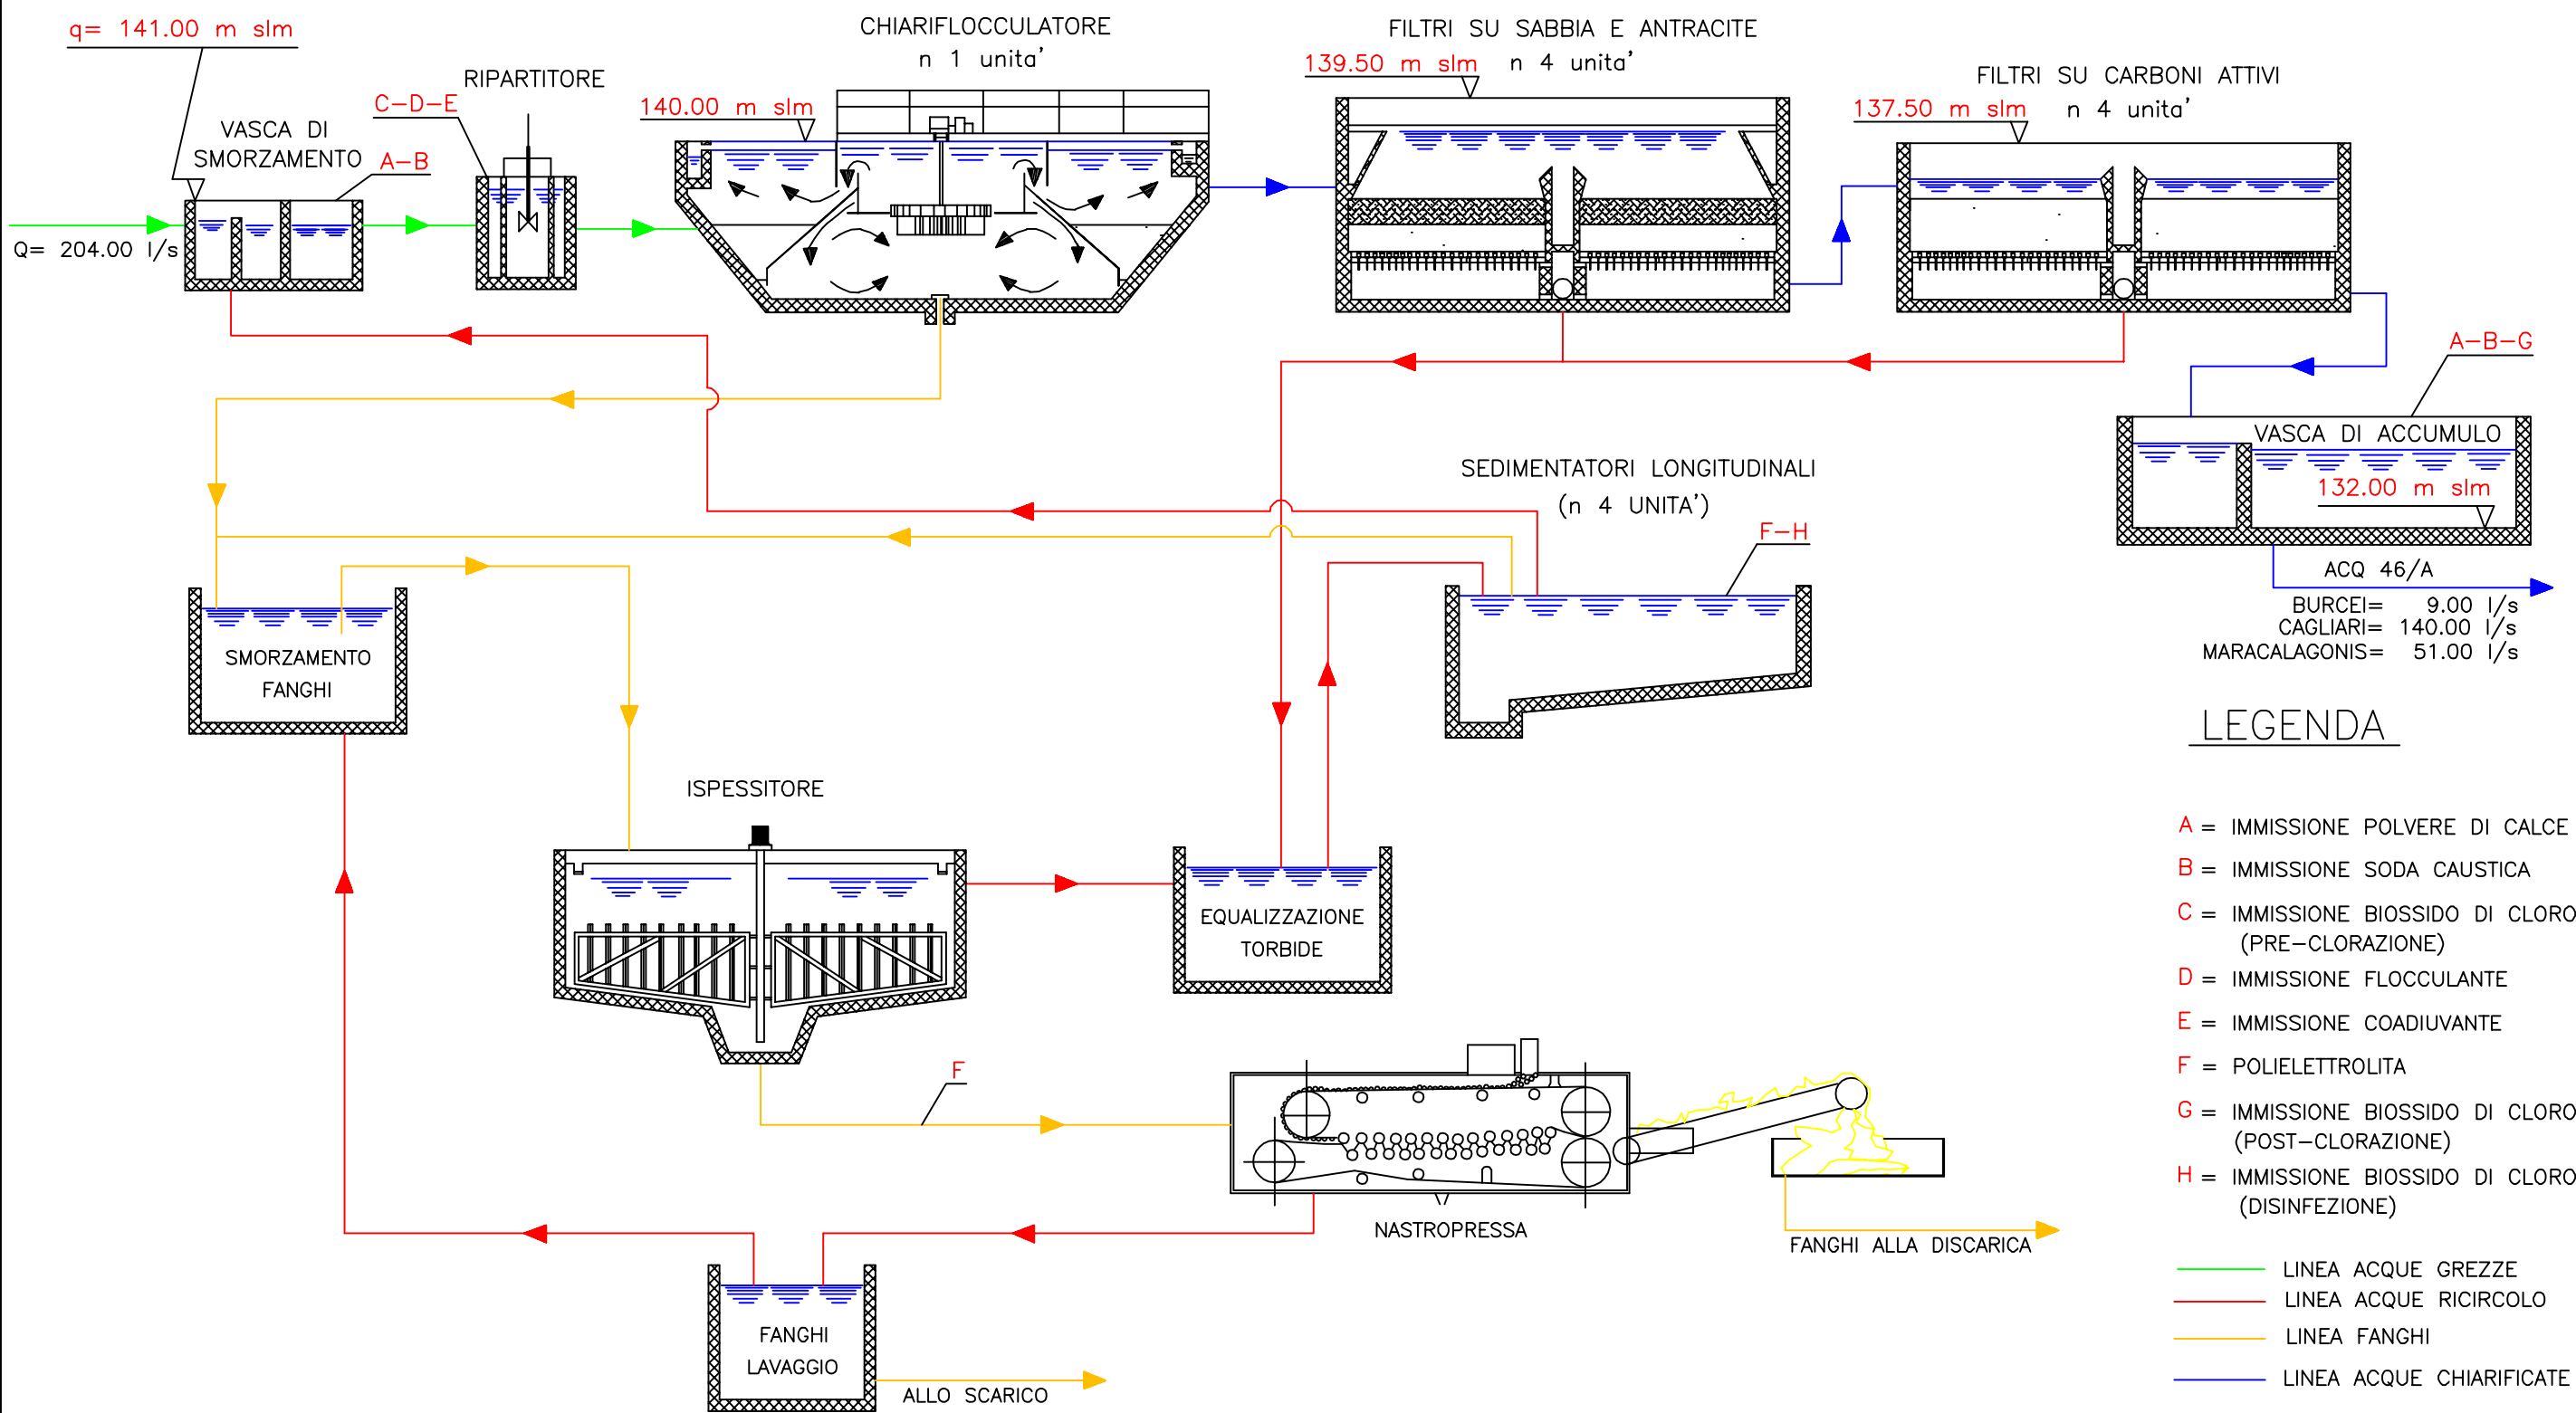 q= 141.00 m slm
CHIARIFLOCCULATORE
n 1 unita'
FILTRI SU SABBIA E ANTRACITE
139.50 m slm
n 4 unita'
FILTRI SU CARBONI ATTIVI
137.50 m slm
n 4 unita'
RIPARTITORE
C-D-E
140.00 m slm
VASCA DI
SMORZAMENTO
A-B
Q= 204.00 l/s
A-B-G
VASCA DI ACCUMULO
132.00 m slm
SEDIMENTATORI LONGITUDINALI
(n 4 UNITA')
F-H
ACQ 46/A
BURCEI= 9.00 l/s
CAGLIARI= 140.00 l/s
MARACALAGONIS= 51.00 l/s
SMORZAMENTO
FANGHI
ISPESSITORE
EQUALIZZAZIONE
TORBIDE
F
NASTROPRESSA
FANGHI ALLA DISCARICA
FANGHI
LAVAGGIO
ALLO SCARICO
LEGENDA
A = IMMISSIONE POLVERE DI CALCE
B = IMMISSIONE SODA CAUSTICA
C = IMMISSIONE BIOSSIDO DI CLORO
(PRE-CLORAZIONE)
D = IMMISSIONE FLOCCULANTE
E = IMMISSIONE COADIUVANTE
F = POLIELETTROLITA
G = IMMISSIONE BIOSSIDO DI CLORO
(POST-CLORAZIONE)
H = IMMISSIONE BIOSSIDO DI CLORO
(DISINFEZIONE)
LINEA ACQUE GREZZE
LINEA ACQUE RICIRCOLO
LINEA FANGHI
LINEA ACQUE CHIARIFICATE